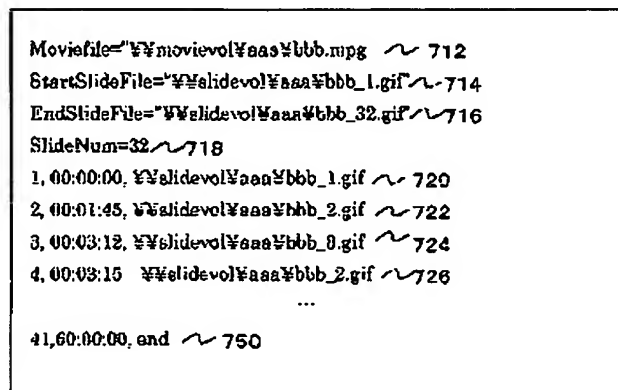 Moviefile="¥¥movievol¥aas¥bbb.mpg 712
StartSlideFile="¥¥slidevol¥aaa¥bbb_1.gif" 714
EndSlideFile="¥¥slidevol¥aaa¥bbb_32.gif" 716
SlideNum=32 718
1, 00:00:00, ¥¥slidevol¥aaa¥bbb_1.gif 720
2, 00:01:45, ¥¥slidevol¥aaa¥bbb_2.gif 722
3, 00:03:12, ¥¥slidevol¥aaa¥bbb_8.gif 724
4, 00:03:15 ¥¥slidevol¥aaa¥bbb_2.gif 726
...
41,60:00:00, end 750